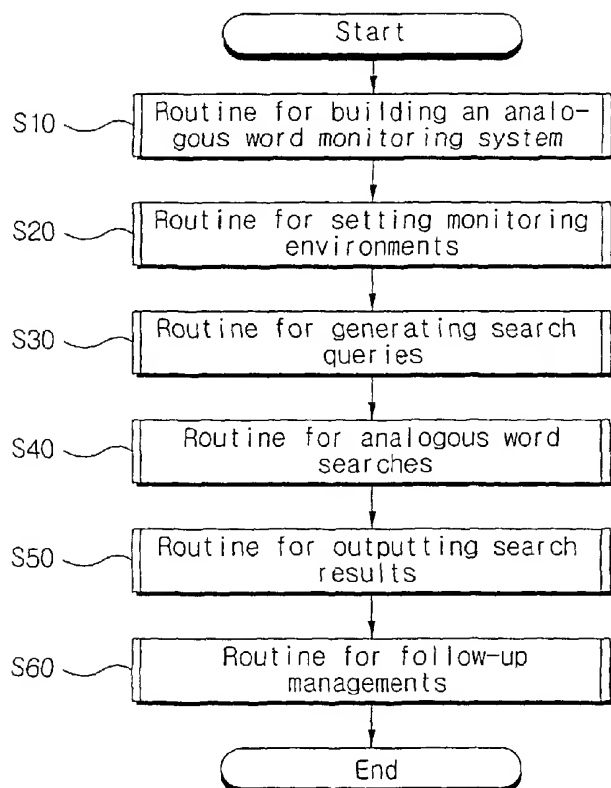 Start
S10
Routine for building an analo-
gous word monitoring system
S20
Routine for setting monitoring
environments
S30
Routine for generating search
queries
S40
Routine for analogous word
searches
S50
Routine for outputting search
results
S60
Routine for follow-up
managements
End